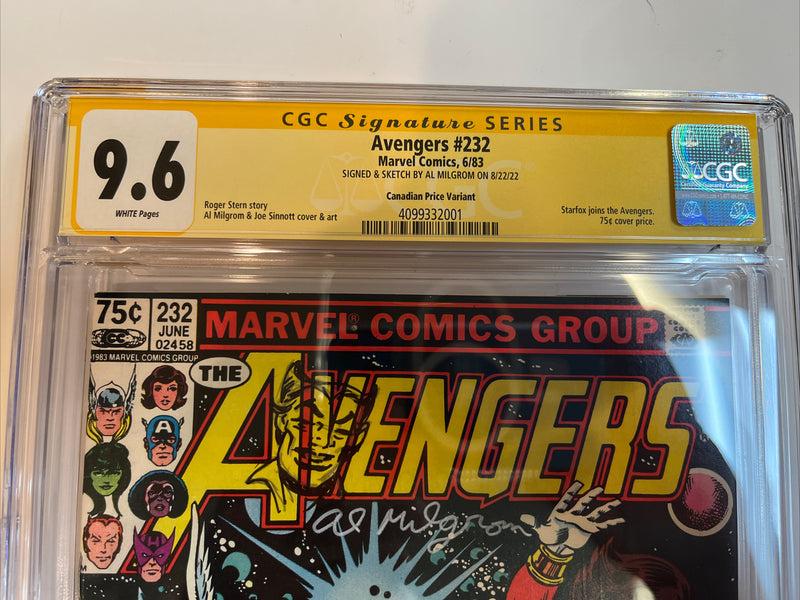 CGC Signature SERIES
9.6
WHITE Pages
Avengers #232
Marvel Comics, 6/83
SIGNED & SKETCH BY AL MILGROM ON 8/22/22
Canadian Price Variant
4099332001
Roger Stern story
Al Milgrom & Joe Sinnott cover & art
Starfox joins the Avengers.
75¢ cover price.
CGC
75¢
232
JUNE
02458
MARVEL® COMICS GROUP
©1983 MARVEL COMICS GROUP
THE
AVENGERS
A
Al Milgrom